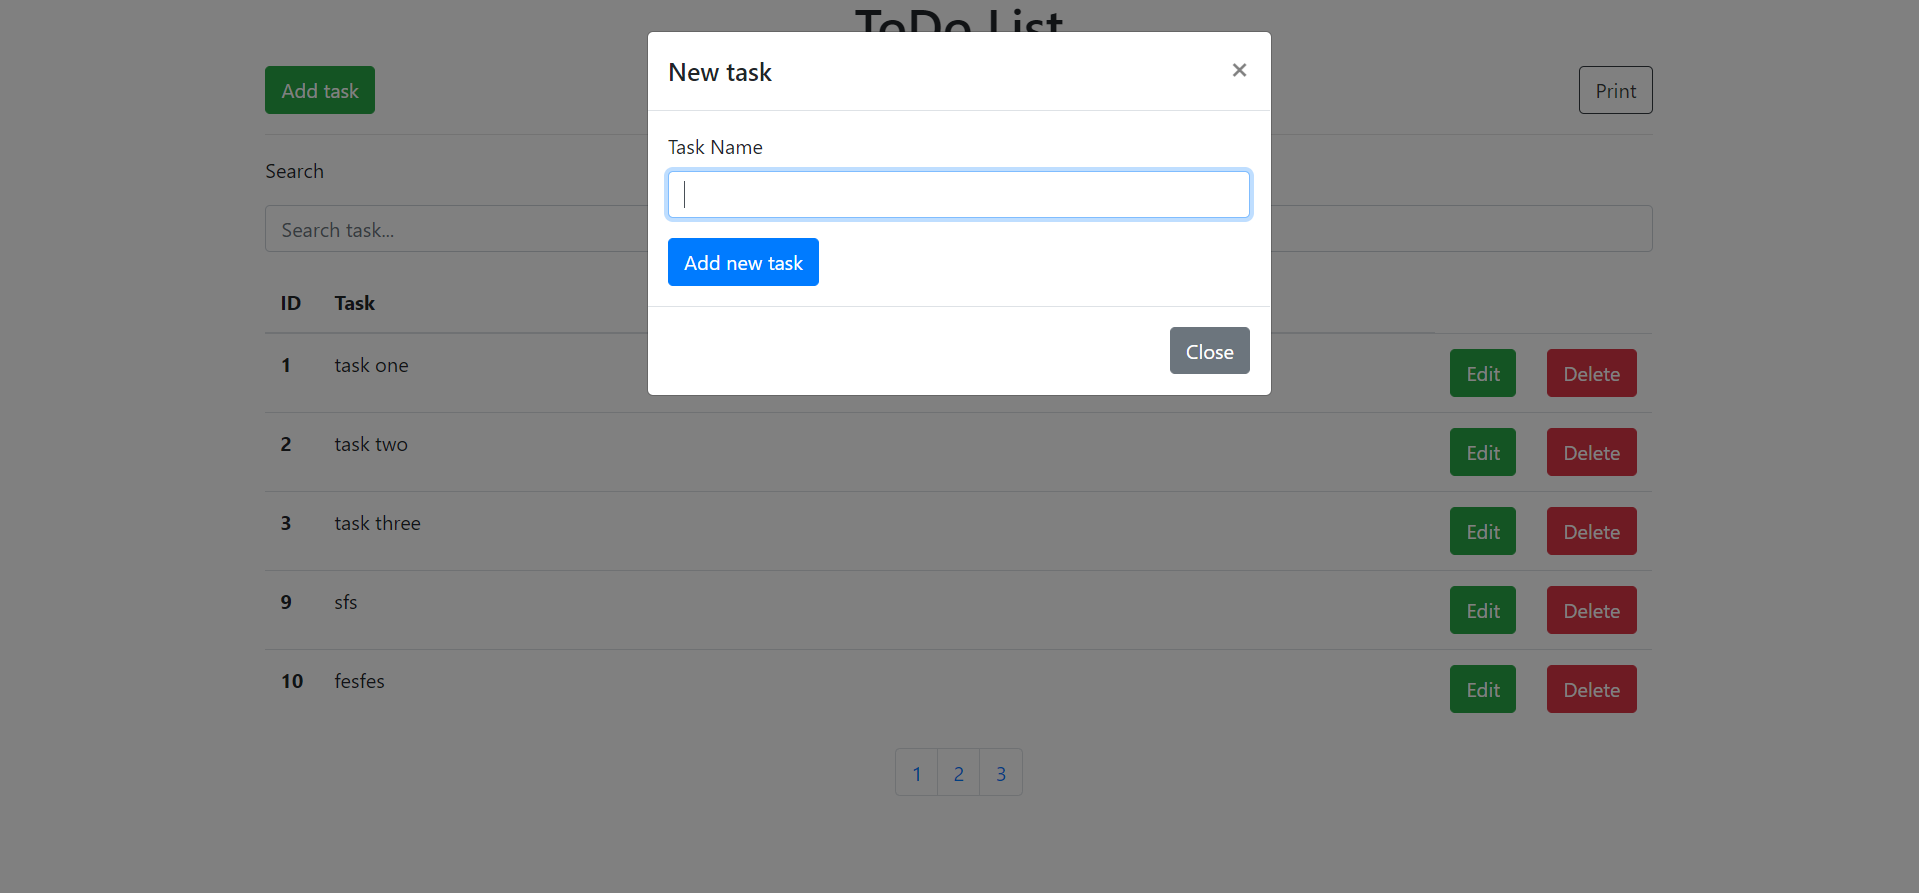 ToDo List
New task ×
Add task
Print
Task Name
Search
Search task...
Add new task
ID Task
Close
1 task one Edit Delete
2 task two Edit Delete
3 task three Edit Delete
9 sfs Edit Delete
10 fesfes Edit Delete
1 2 3